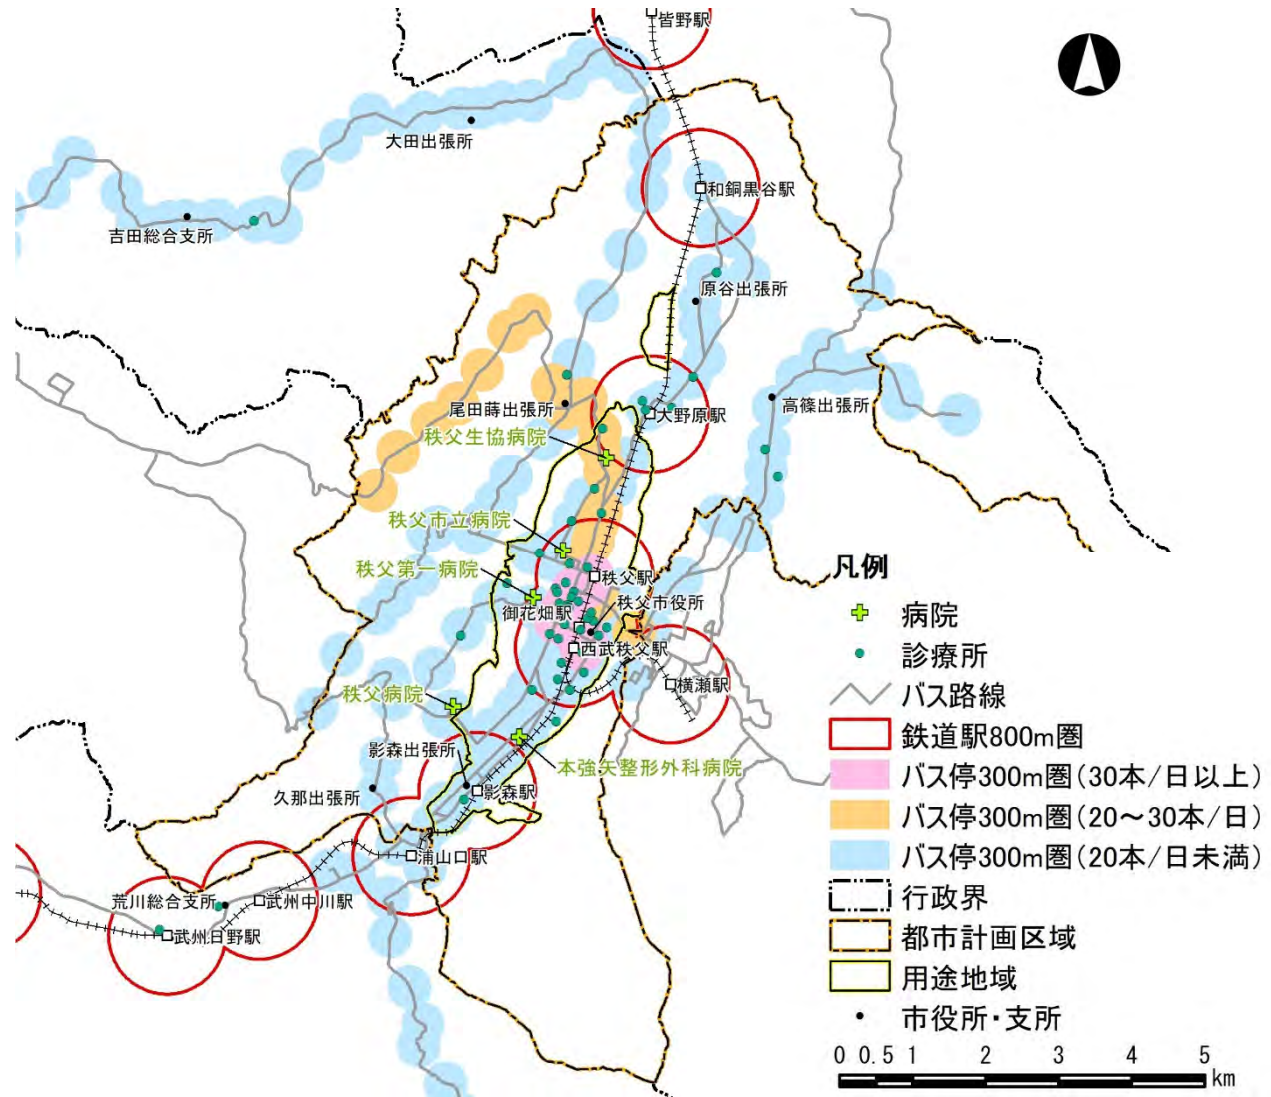 皆野駅
大田出張所
和銅黒谷駅
吉田総合支所
原谷出張所
尾田蒔出張所
大野原駅
高篠出張所
秩父生協病院
秩父市立病院
秩父第一病院
秩父駅
御花畑駅
秩父市役所
西武秩父駅
横瀬駅
秩父病院
影森出張所
本強矢整形外科病院
久那出張所
影森駅
浦山口駅
荒川総合支所
武州中川駅
武州日野駅
凡例
病院
診療所
バス路線
鉄道駅800m圏
バス停300m圏(30本/日以上)
バス停300m圏(20～30本/日)
バス停300m圏(20本/日未満)
行政界
都市計画区域
用途地域
市役所・支所
0 0.5 1 2 3 4 5
km